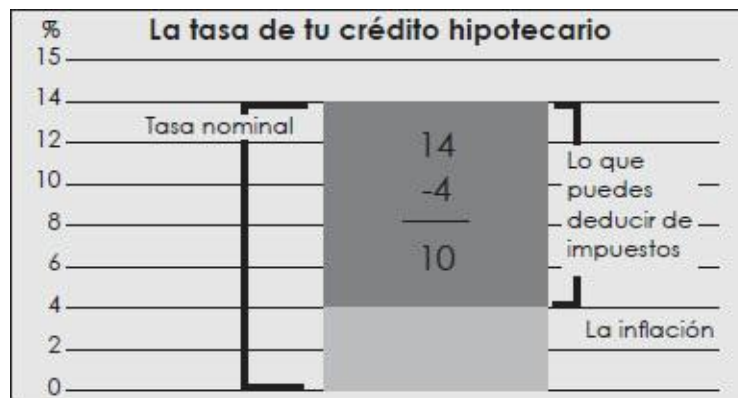 % La tasa de tu crédito hipotecario
15
14
Tasa nominal
12
14
Lo que
10
puedes
-4
8
deducir de
6
impuestos
10
4
La inflación
2
0